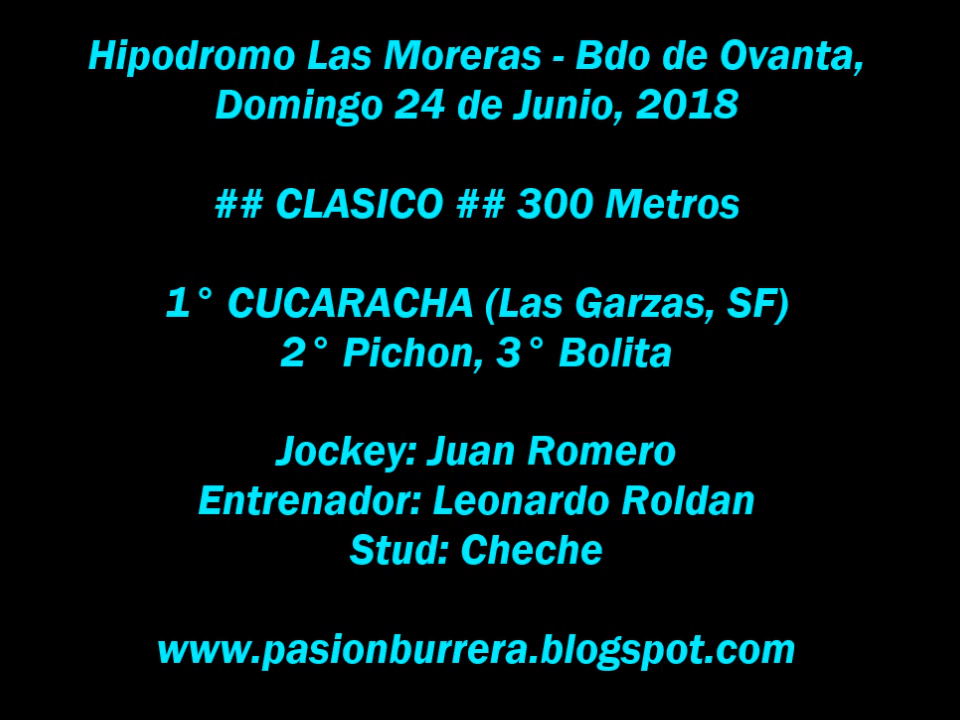 Hipodromo Las Moreras - Bdo de Ovanta,
Domingo 24 de Junio, 2018
## CLASICO ## 300 Metros
1° CUCARACHA (Las Garzas, SF)
2° Pichon, 3° Bolita
Jockey: Juan Romero
Entrenador: Leonardo Roldan
Stud: Cheche
www.pasionburrera.blogspot.com